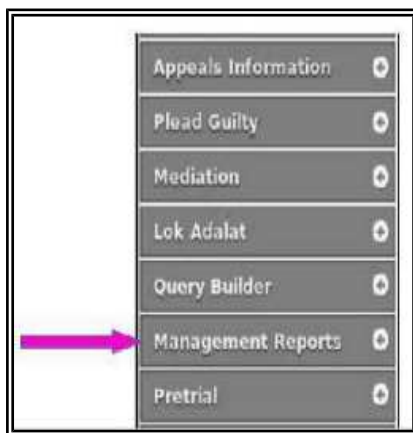 Appeals Information
Plead Guilty
Mediation
Lok Adalat
Query Builder
Management Reports
Pretrial